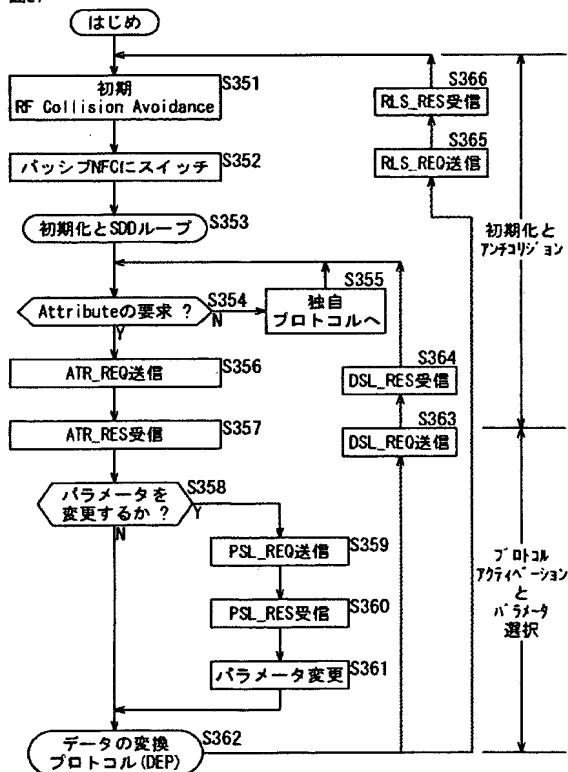 はじめ
初期
RF Collision Avoidance
S351
パッシブNFCにスイッチ
S352
初期化とSDDループ
S353
Attributeの要求 ?
S354
Y
N
独自
プロトコルへ
S355
ATR_REQ送信
S356
ATR_RES受信
S357
パラメータを
変更するか ?
S358
Y
N
PSL_REQ送信
S359
PSL_RES受信
S360
パラメータ変更
S361
データの変換
プロトコル(DEP)
S362
S363
DSL_REQ送信
S364
DSL_RES受信
S365
RLS_REQ送信
S366
RLS_RES受信
初期化と
アンチコリジョン
プロトコル
アクティベーション
と
パラメータ
選択